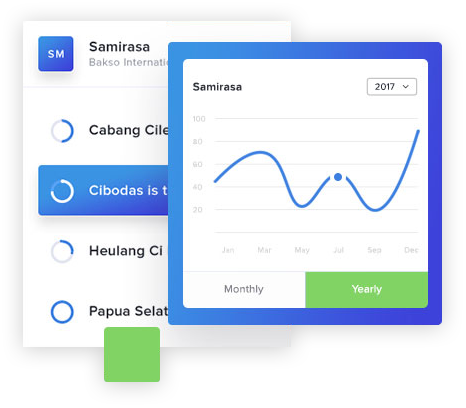 SM
Samirasa
Bakso Internatio
Cabang Cile
Cibodas is t
Heulang Ci
Papua Selat
Samirasa
2017
100
80
60
40
20
Jan Mar May Jul Sep Dec
Monthly Yearly